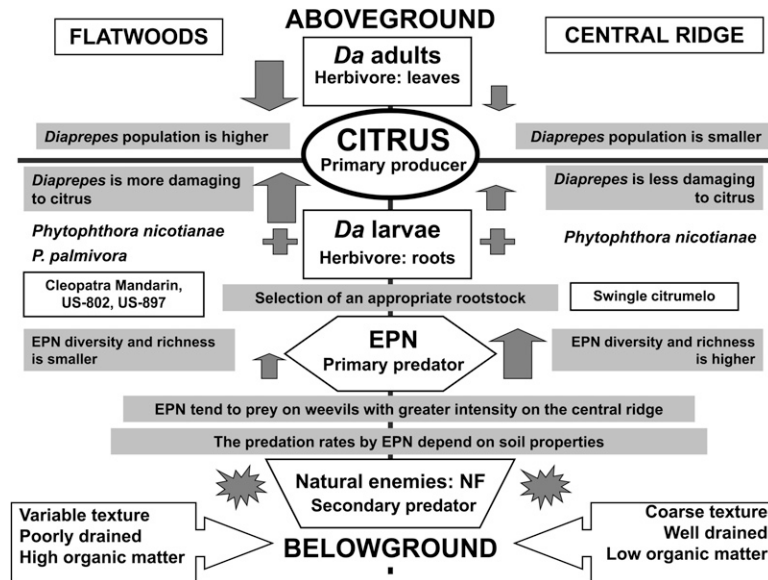 ABOVEGROUND
FLATWOODS
CENTRAL RIDGE
Da adults
Herbivore: leaves
Diaprepes population is higher
CITRUS
Primary producer
Diaprepes population is smaller
Diaprepes is more damaging
to citrus
Diaprepes is less damaging
to citrus
Phytophthora nicotianae
P. palmivora
Da larvae
Herbivore: roots
Phytophthora nicotianae
Cleopatra Mandarin,
US-802, US-897
Selection of an appropriate rootstock
Swingle citrumelo
EPN diversity and richness
is smaller
EPN
Primary predator
EPN diversity and richness
is higher
EPN tend to prey on weevils with greater intensity on the central ridge
The predation rates by EPN depend on soil properties
Natural enemies: NF
Secondary predator
Variable texture
Poorly drained
High organic matter
BELOWGROUND
Coarse texture
Well drained
Low organic matter